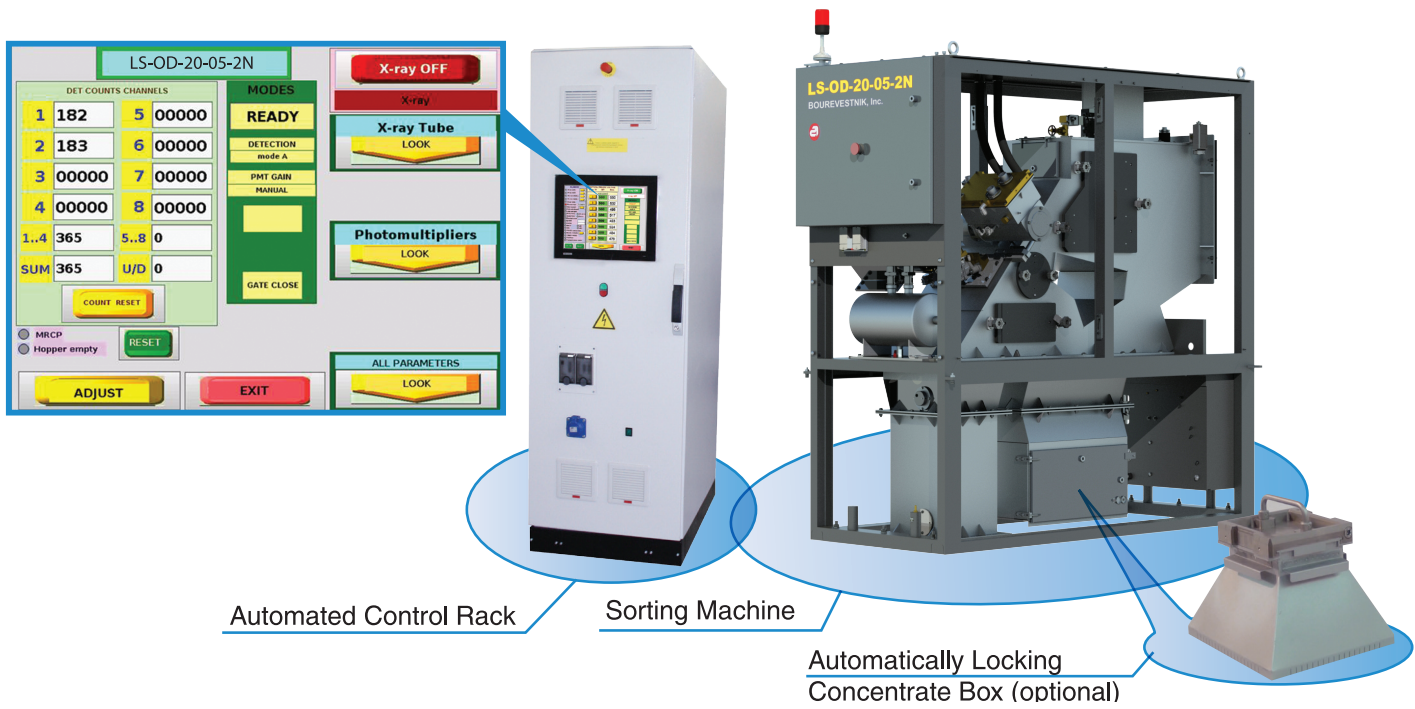 LS-OD-20-05-2N
DET COUNTS CHANNELS
1 182 5 00000
2 183 6 00000
3 00000 7 00000
4 00000 8 00000
1..4 365 5..8 0
SUM 365 U/D 0
COUNT RESET
MRCP
Hopper empty
RESET
ADJUST
EXIT
MODES
READY
DETECTION
mode A
PMT GAIN
MANUAL
GATE CLOSE
X-ray OFF
X-ray
X-ray Tube
LOOK
Photomultipliers
LOOK
ALL PARAMETERS
LOOK
LS-OD-20-05-2N
BOUREVESTNIK, Inc.
Automated Control Rack
Sorting Machine
Automatically Locking
Concentrate Box (optional)